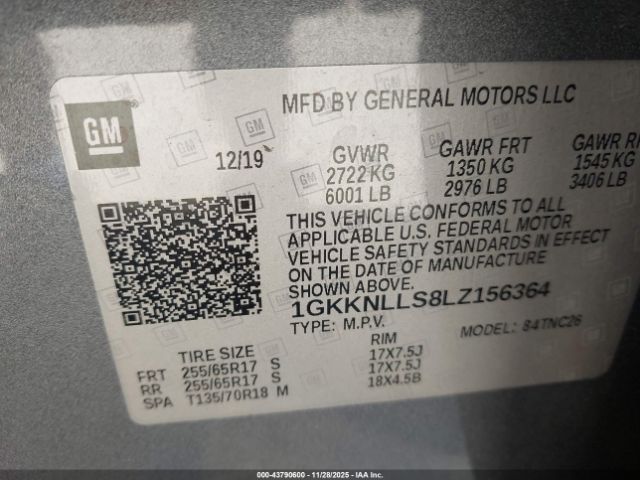 GM
MFD BY GENERAL MOTORS LLC
12/19
GVWR GAWR FRT GAWR
2722 KG 1350 KG 1545 KG
6001 LB 2976 LB 3406 LB
THIS VEHICLE CONFORMS TO ALL
APPLICABLE U.S. FEDERAL MOTOR
VEHICLE SAFETY STANDARDS IN EFFECT
ON THE DATE OF MANUFACTURE
SHOWN ABOVE.
1GKKNLLS8LZ156364
TYPE: M.P.V. MODEL: 84TNC26
TIRE SIZE RIM
FRT 255/65R17 S 17X7.5J
RR 255/65R17 S 17X7.5J
SPA T135/70R18 M 18X4.5B
000-43790600 - 11/28/2025 - IAA Inc.